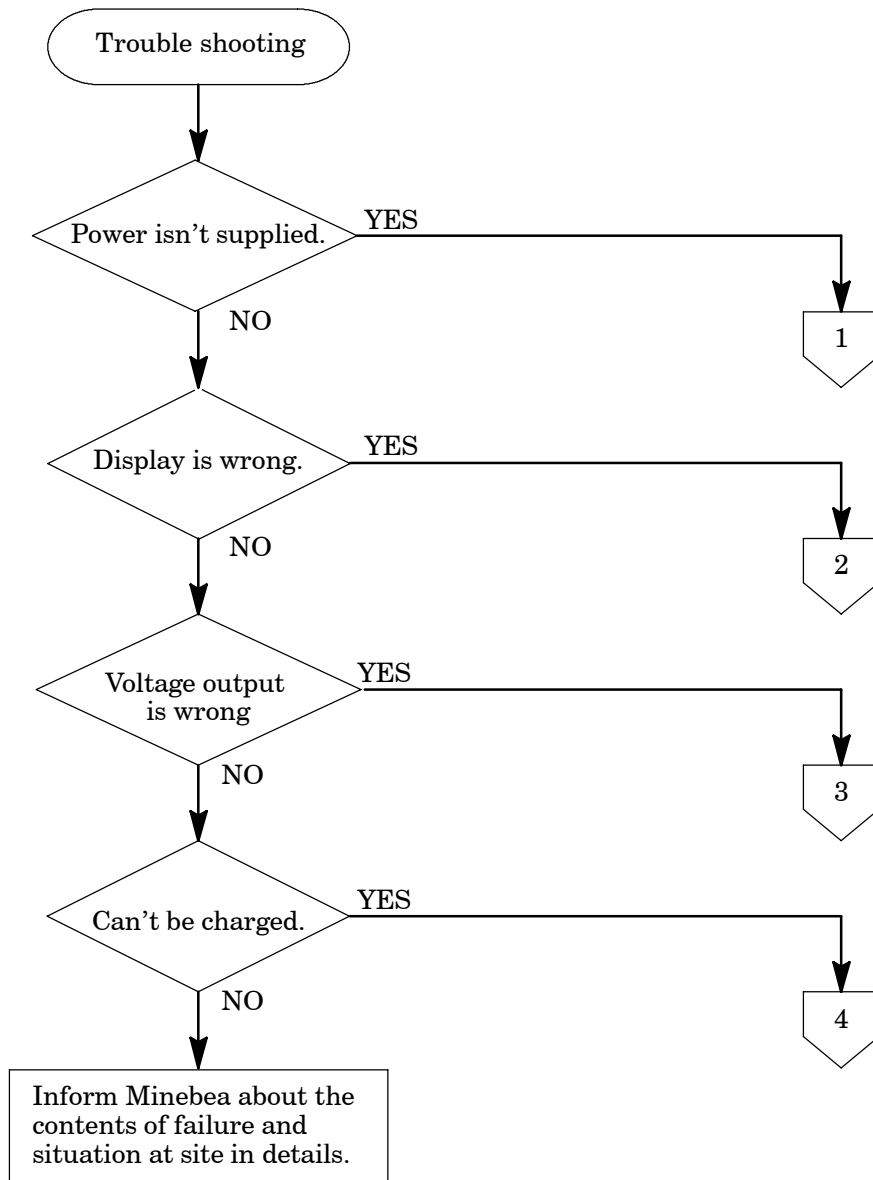 Trouble shooting
Power isn't supplied.
YES
1
NO
Display is wrong.
YES
2
NO
Voltage output
is wrong
YES
3
NO
Can't be charged.
YES
4
NO
Inform Minebea about the
contents of failure and
situation at site in details.